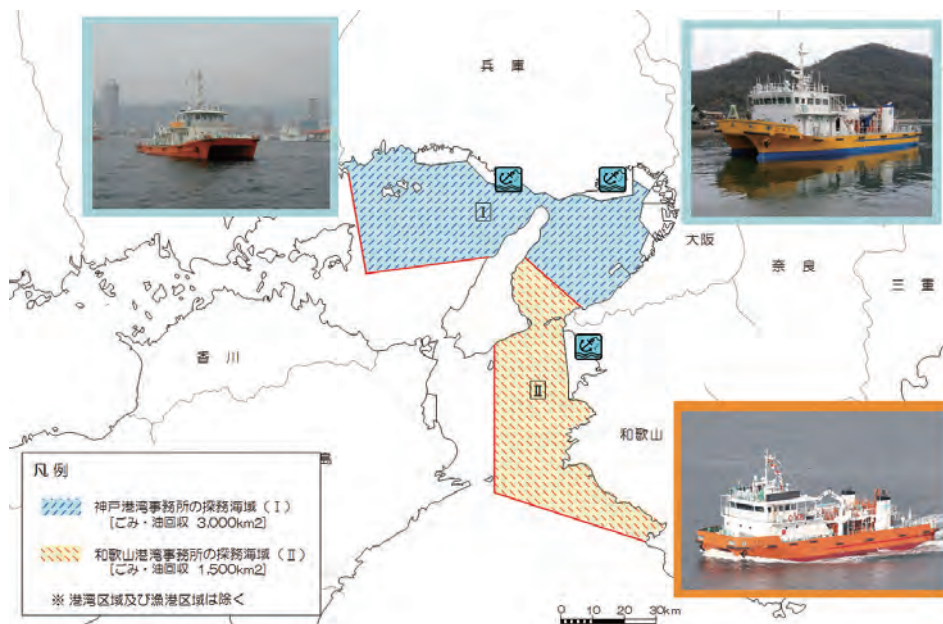 兵 庫
Ⅰ
大阪
奈 良
三 重
香 川
Ⅱ
和歌山
島
凡 例
神戸港湾事務所の探務海域（Ⅰ）
[ごみ・油回収 3,000km2]
和歌山港湾事務所の探務海域（Ⅱ）
[ごみ・油回収 1,500km2]
※ 港湾区域及び漁港区域は除く
0 10 20 30km